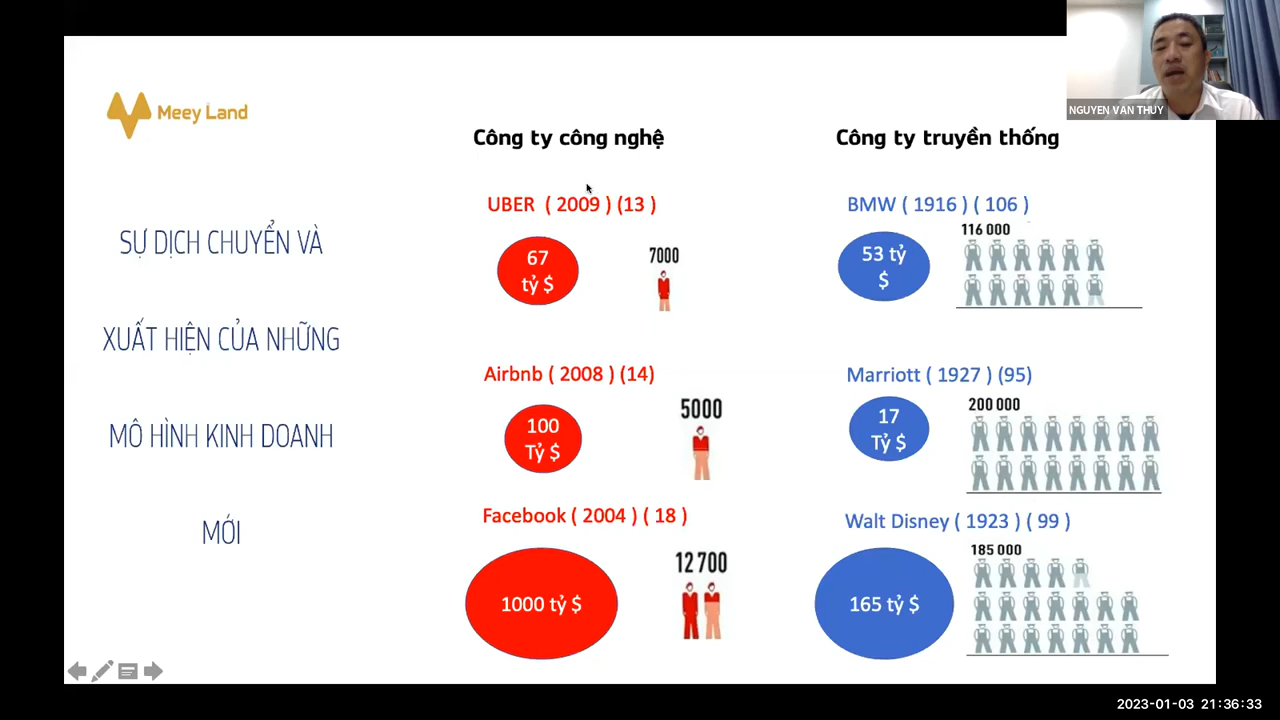 NGUYEN VAN THUY
Meey Land
SỰ DỊCH CHUYỂN VÀ
XUẤT HIỆN CỦA NHỮNG
MÔ HÌNH KINH DOANH
MỚI
Công ty công nghệ
UBER ( 2009 ) (13 )
67
tỷ $
7000
Airbnb ( 2008 ) (14)
100
Tỷ $
5000
Facebook ( 2004 ) ( 18 )
1000 tỷ $
12 700
Công ty truyền thống
BMW ( 1916 ) ( 106 )
53 tỷ
$
116 000
Marriott ( 1927 ) (95)
17
Tỷ $
200 000
Walt Disney ( 1923 ) ( 99 )
165 tỷ $
185 000
2023-01-03 21:36:33